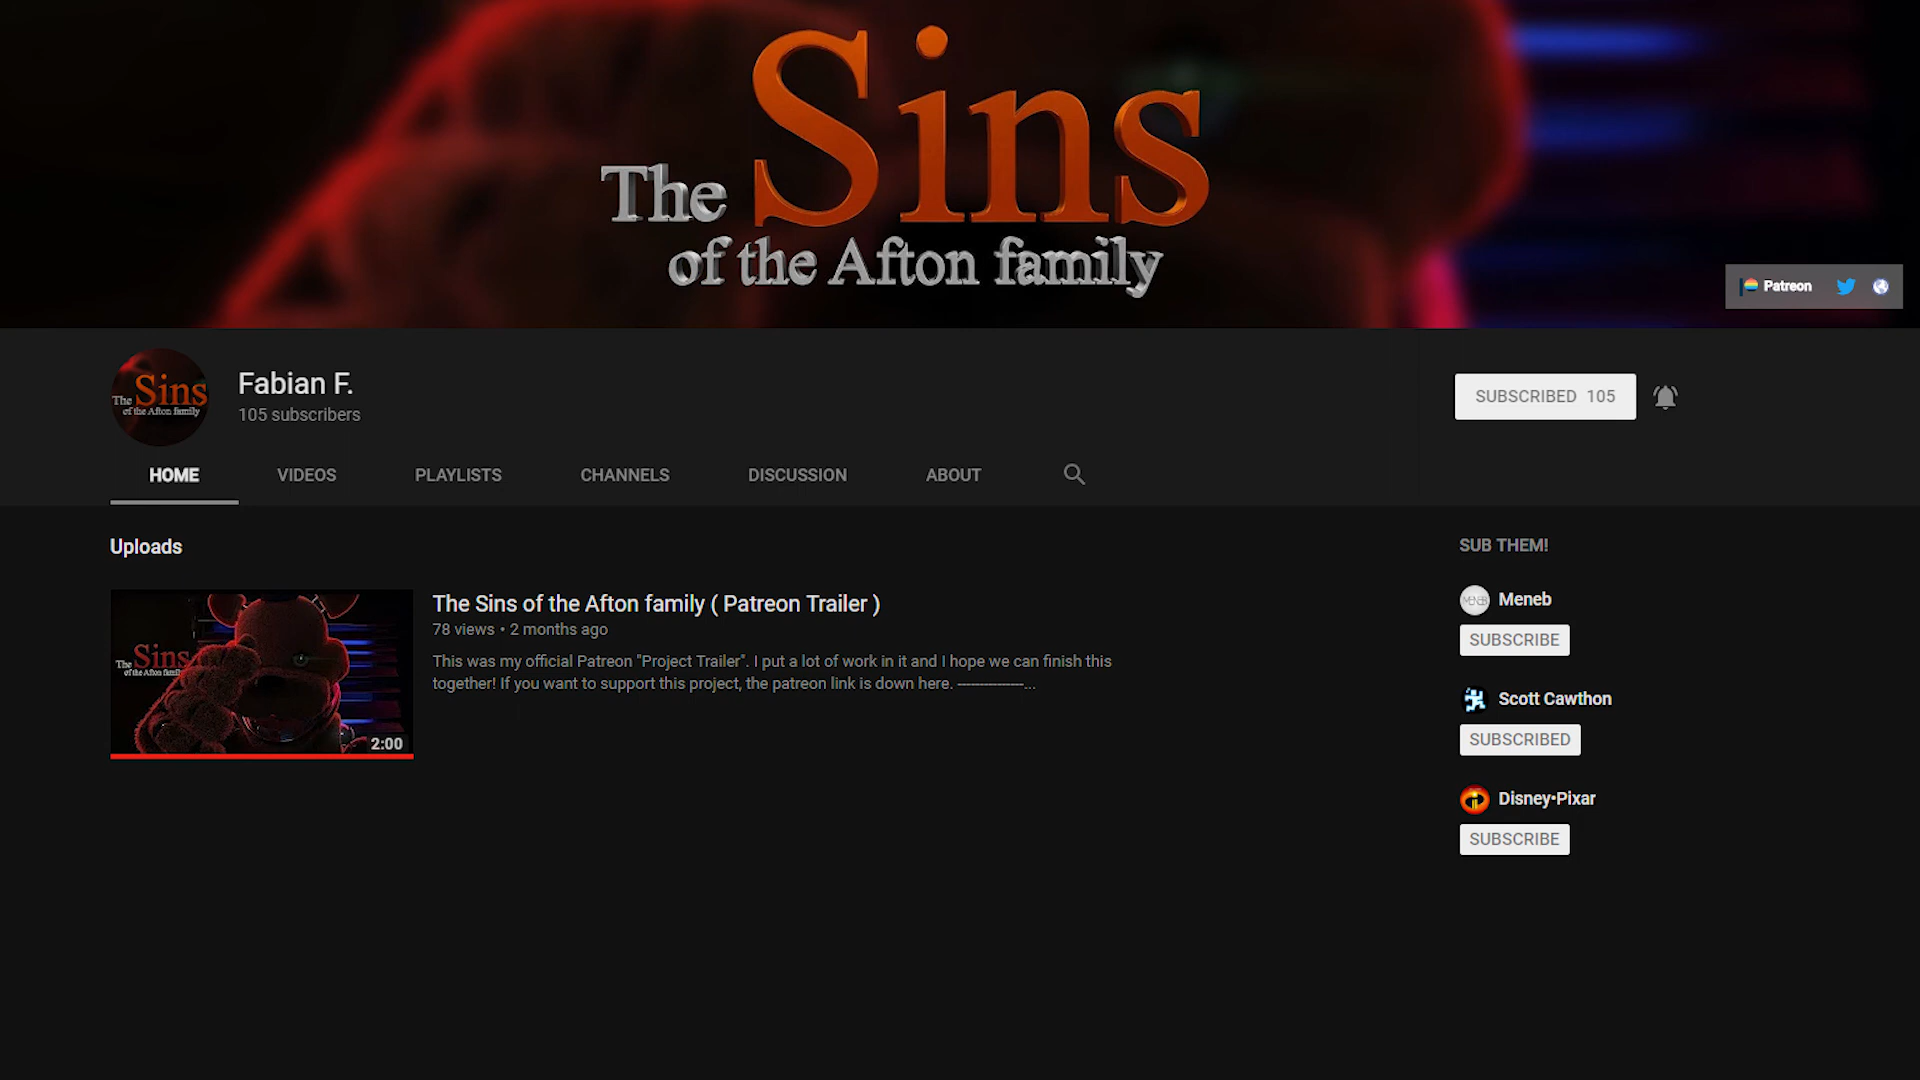 The Sins
of the Afton family
Patreon
The Sins
of the Afton family
Fabian F.
105 subscribers
SUBSCRIBED 105
HOME VIDEOS PLAYLISTS CHANNELS DISCUSSION ABOUT
Uploads
The Sins
of the Afton family
2:00
The Sins of the Afton family ( Patreon Trailer )
78 views • 2 months ago
This was my official Patreon "Project Trailer". I put a lot of work in it and I hope we can finish this
together! If you want to support this project, the patreon link is down here. --------------...
SUB THEM!
MENEB
Meneb
SUBSCRIBE
Scott Cawthon
SUBSCRIBED
Disney•Pixar
SUBSCRIBE